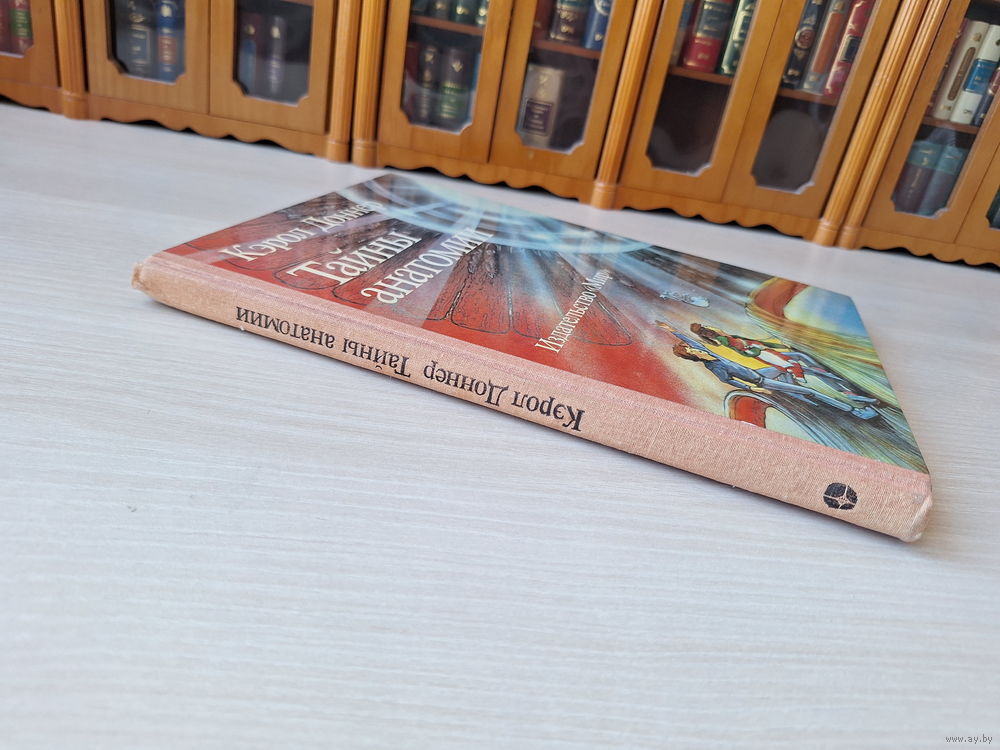 Кэрол Доннер
Тайны
анатомии
Издательство «Мир»
Кэрол Доннер Тайны анатомии
www.ay.by